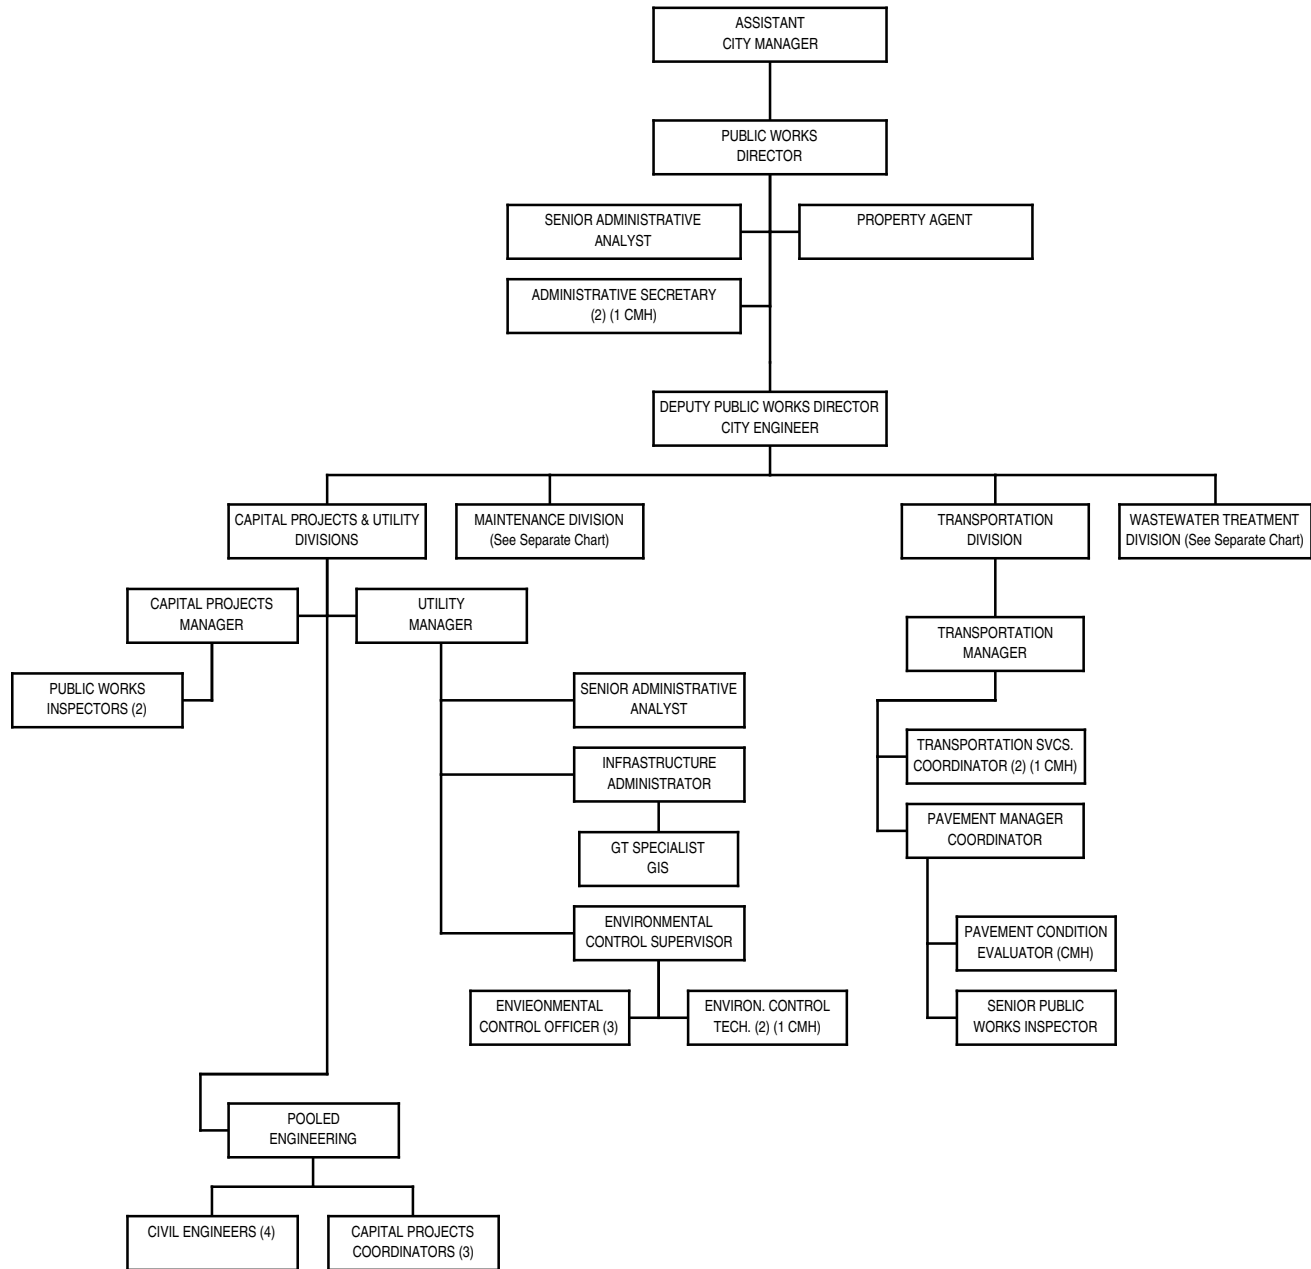 ASSISTANT
CITY MANAGER
PUBLIC WORKS
DIRECTOR
SENIOR ADMINISTRATIVE
ANALYST
PROPERTY AGENT
ADMINISTRATIVE SECRETARY
(2) (1 CMH)
DEPUTY PUBLIC WORKS DIRECTOR
CITY ENGINEER
CAPITAL PROJECTS & UTILITY
DIVISIONS
MAINTENANCE DIVISION
(See Separate Chart)
TRANSPORTATION
DIVISION
WASTEWATER TREATMENT
DIVISION (See Separate Chart)
CAPITAL PROJECTS
MANAGER
UTILITY
MANAGER
TRANSPORTATION
MANAGER
PUBLIC WORKS
INSPECTORS (2)
SENIOR ADMINISTRATIVE
ANALYST
TRANSPORTATION SVCS.
COORDINATOR (2) (1 CMH)
INFRASTRUCTURE
ADMINISTRATOR
PAVEMENT MANAGER
COORDINATOR
GT SPECIALIST
GIS
ENVIRONMENTAL
CONTROL SUPERVISOR
PAVEMENT CONDITION
EVALUATOR (CMH)
ENVIEONMENTAL
CONTROL OFFICER (3)
ENVIRON. CONTROL
TECH. (2) (1 CMH)
SENIOR PUBLIC
WORKS INSPECTOR
POOLED
ENGINEERING
CIVIL ENGINEERS (4)
CAPITAL PROJECTS
COORDINATORS (3)